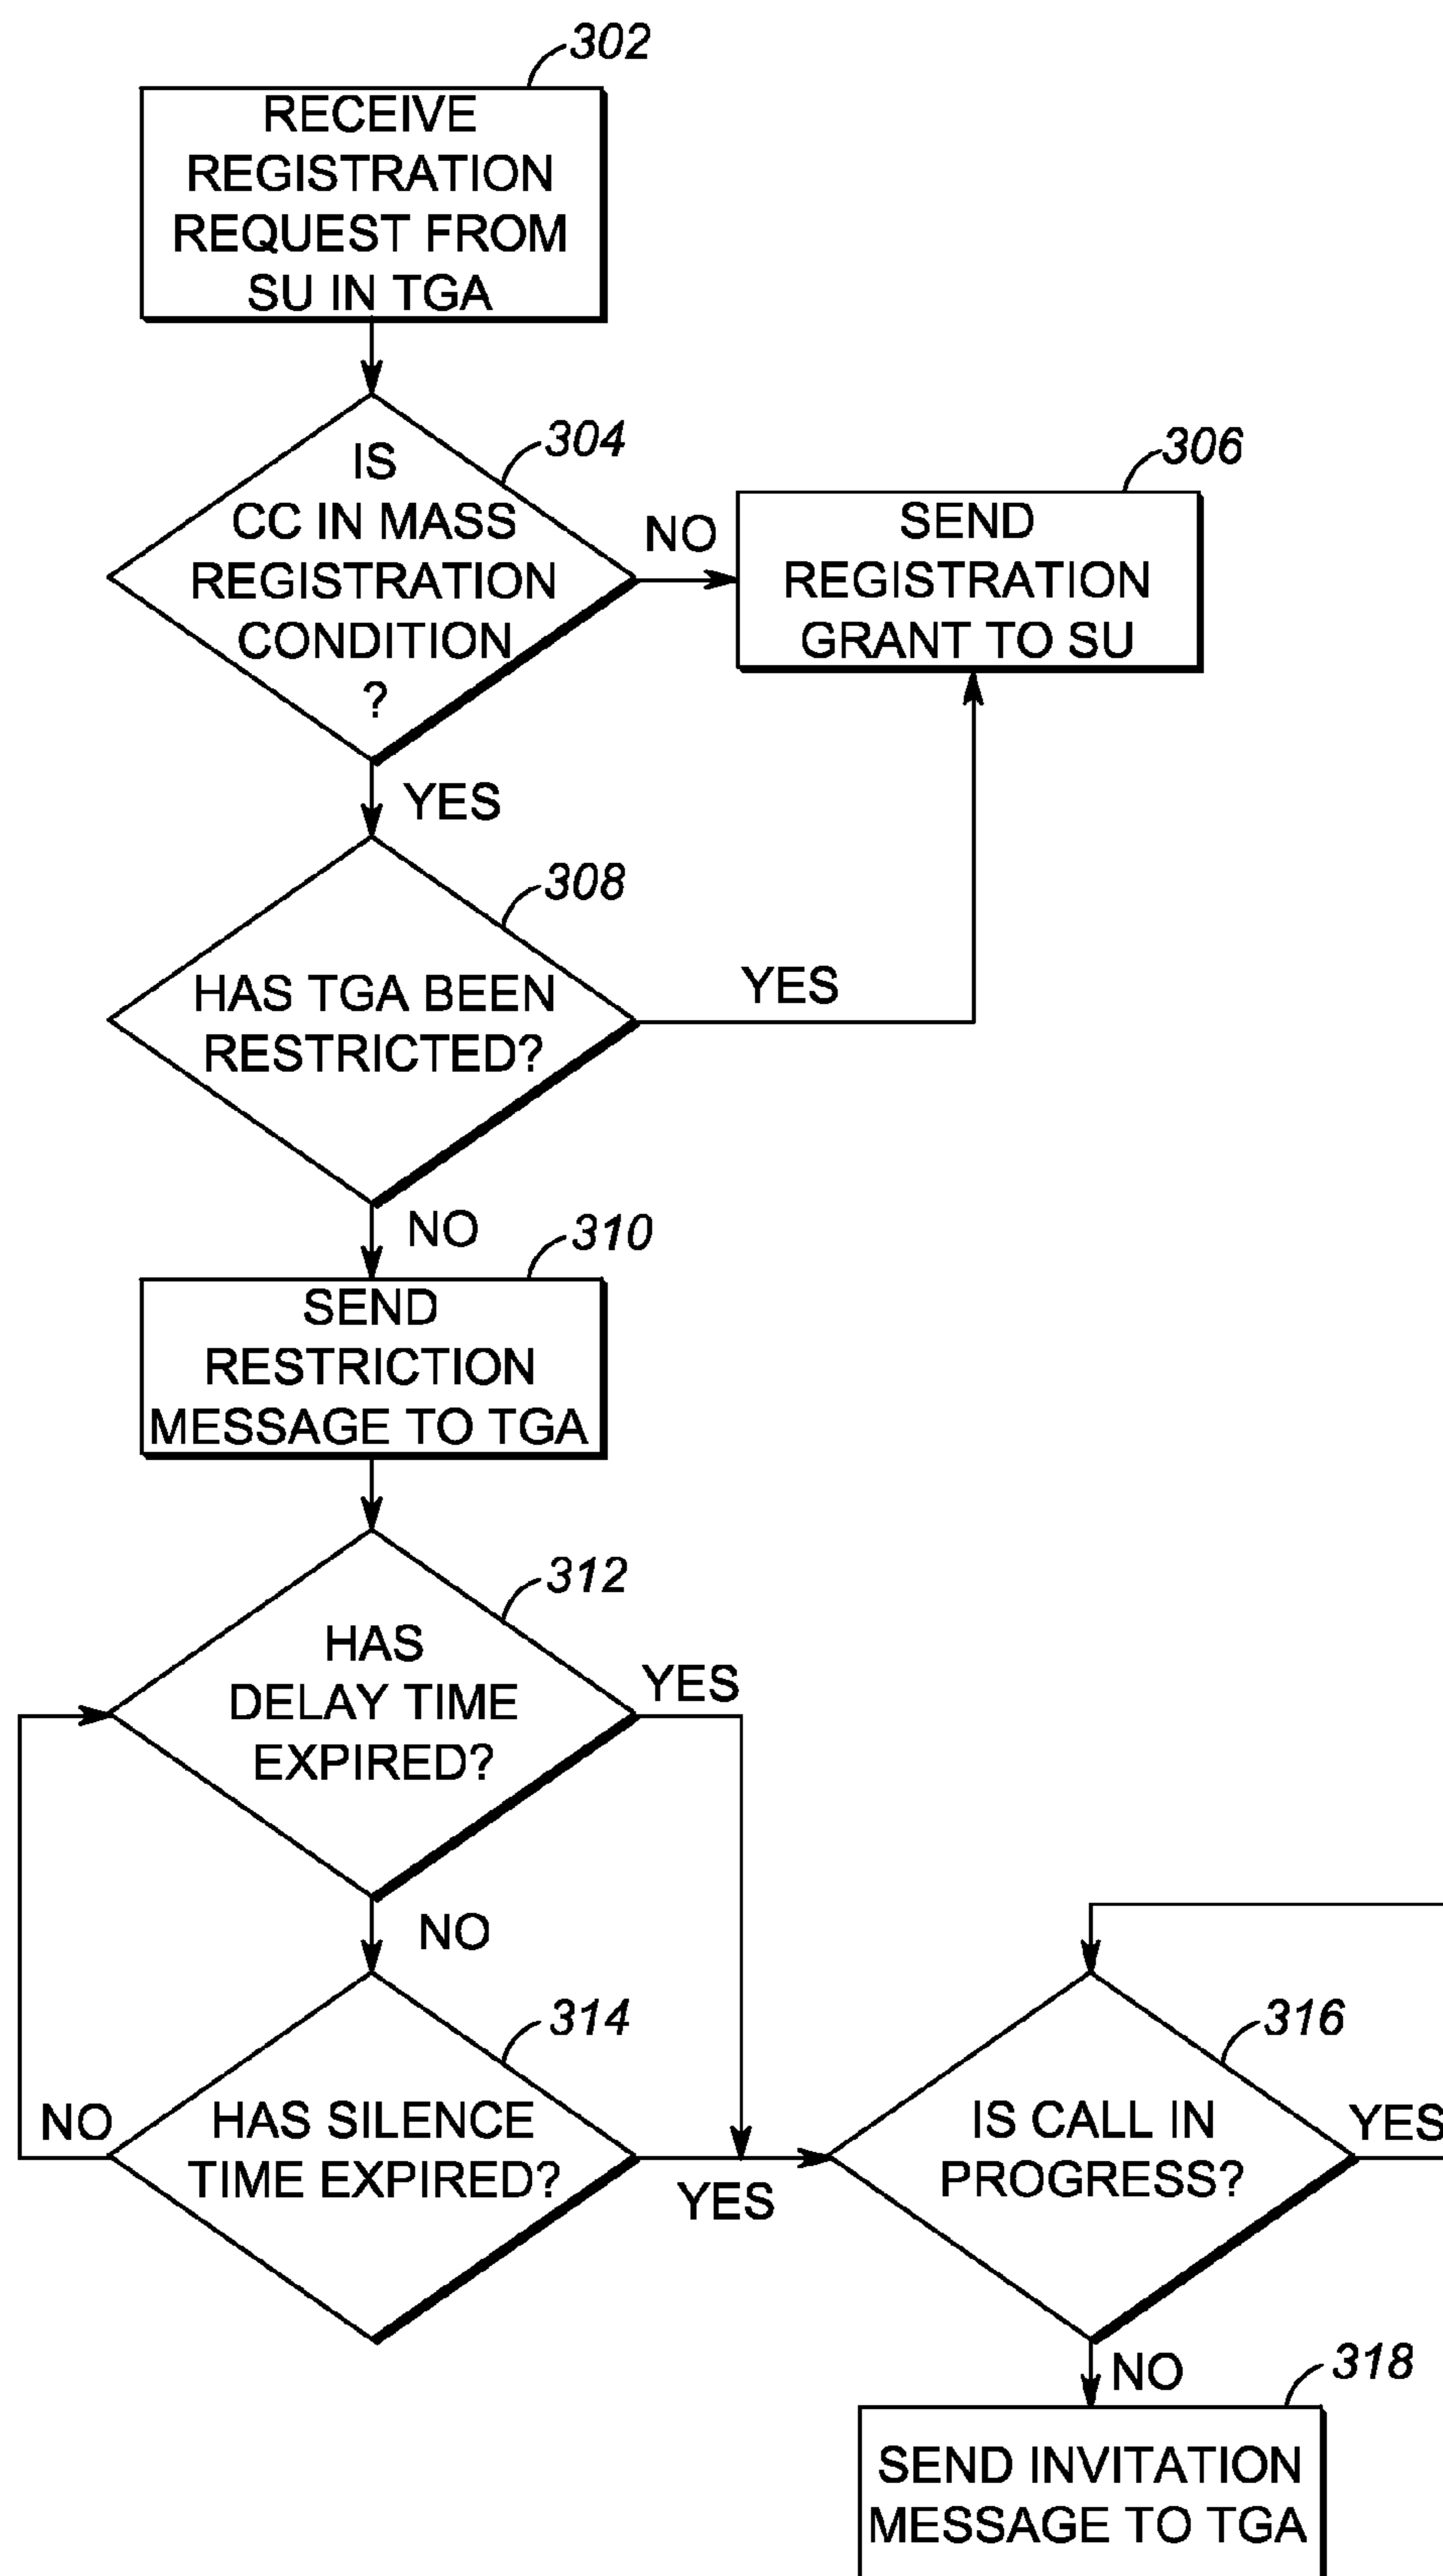 302
RECEIVE
REGISTRATION
REQUEST FROM
SU IN TGA
304
IS
CC IN MASS
REGISTRATION
CONDITION
?
NO
306
SEND
REGISTRATION
GRANT TO SU
YES
308
HAS TGA BEEN
RESTRICTED?
YES
NO
310
SEND
RESTRICTION
MESSAGE TO TGA
312
HAS
DELAY TIME
EXPIRED?
YES
NO
314
HAS SILENCE
TIME EXPIRED?
NO
YES
316
IS CALL IN
PROGRESS?
YES
NO
318
SEND INVITATION
MESSAGE TO TGA